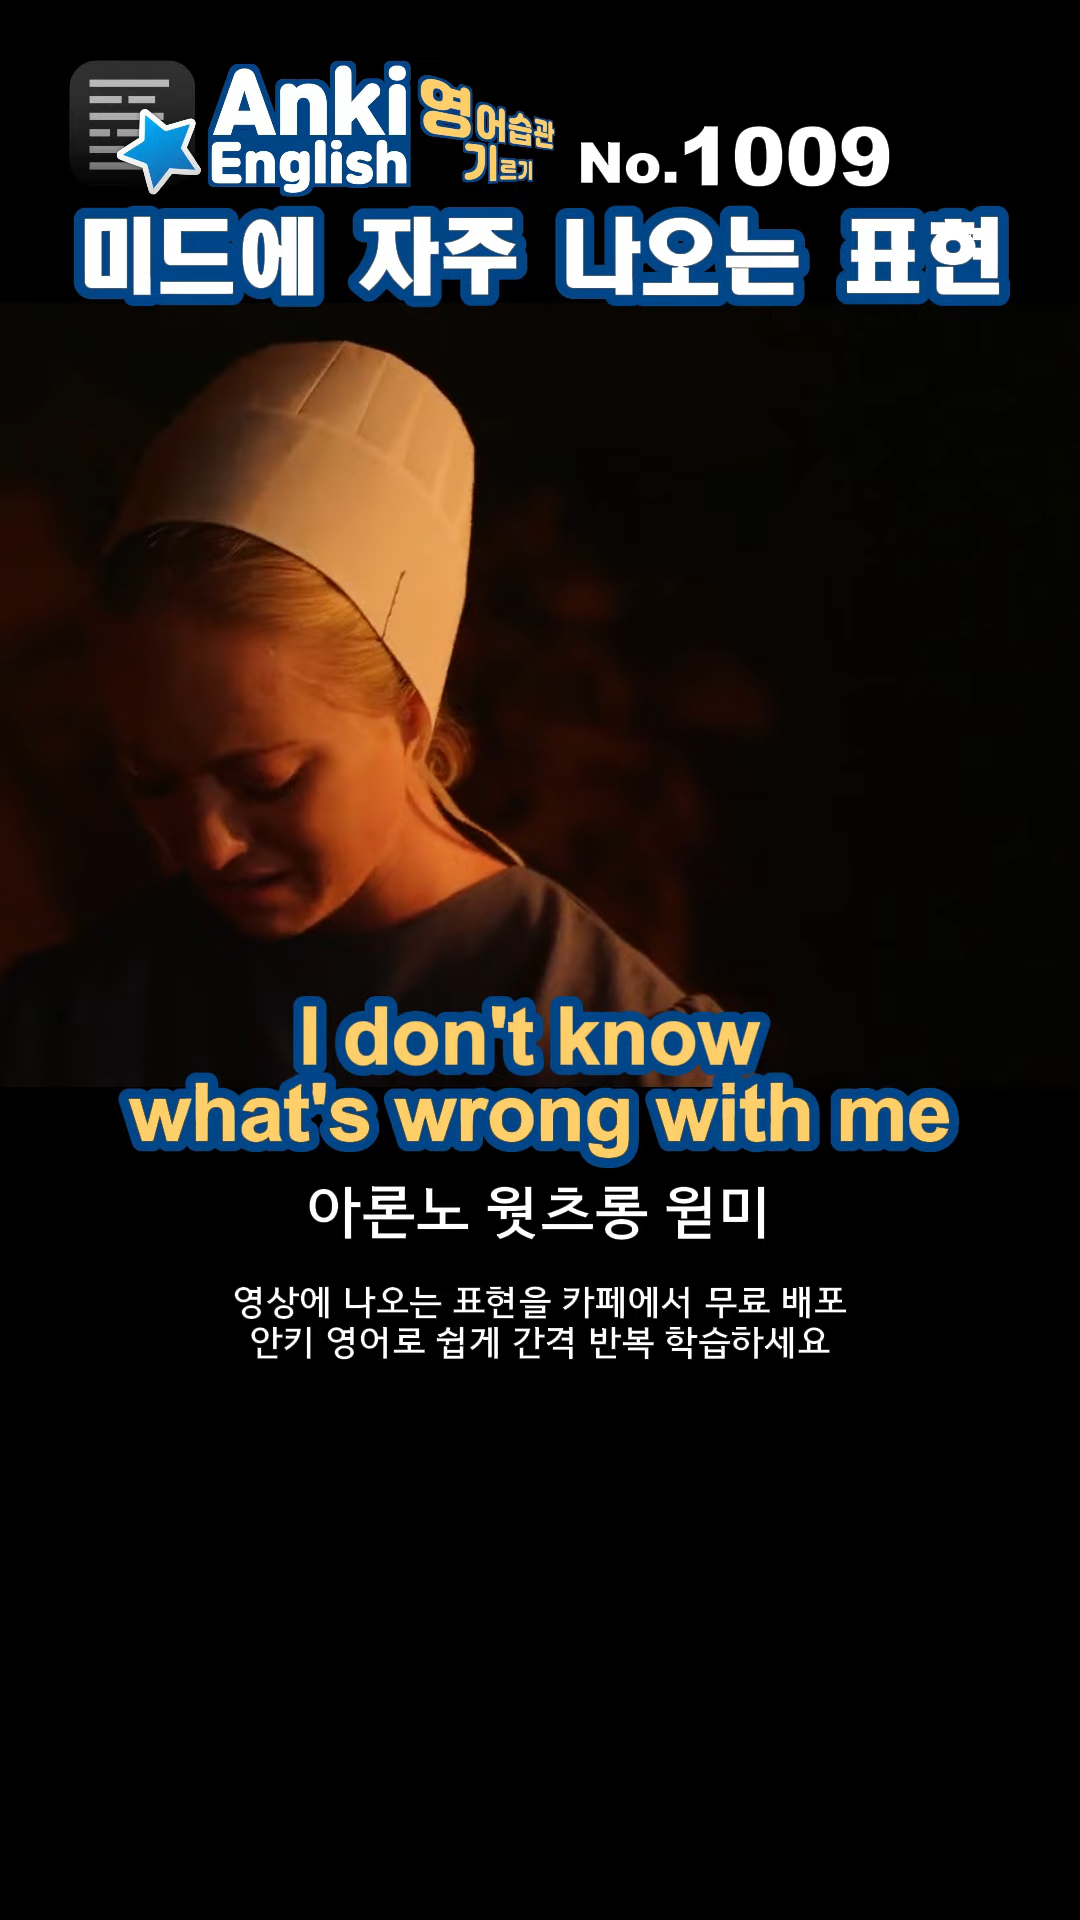 Anki English 영어습관 기르기 No.1009
미드에 자주 나오는 표현
I don't know
what's wrong with me
아론노 웟츠롱 윋미
영상에 나오는 표현을 카페에서 무료 배포
안키 영어로 쉽게 간격 반복 학습하세요